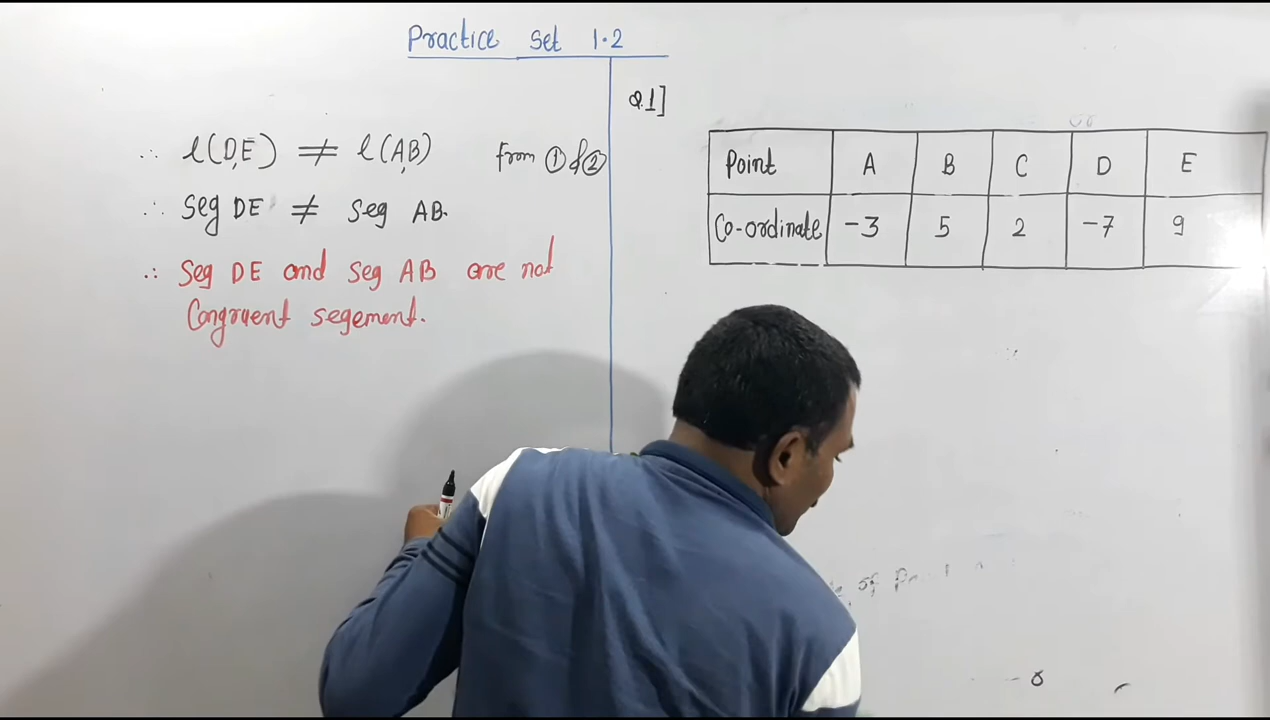 Practice Set 1.2
∴ l(D,E) ≠ l(A,B) from ① & ②
∴ Seg DE ≠ Seg AB.
∴ Seg DE and Seg AB are not
Congruent segement.
Q.1]
Point A B C D E
Co-ordinate -3 5 2 -7 9